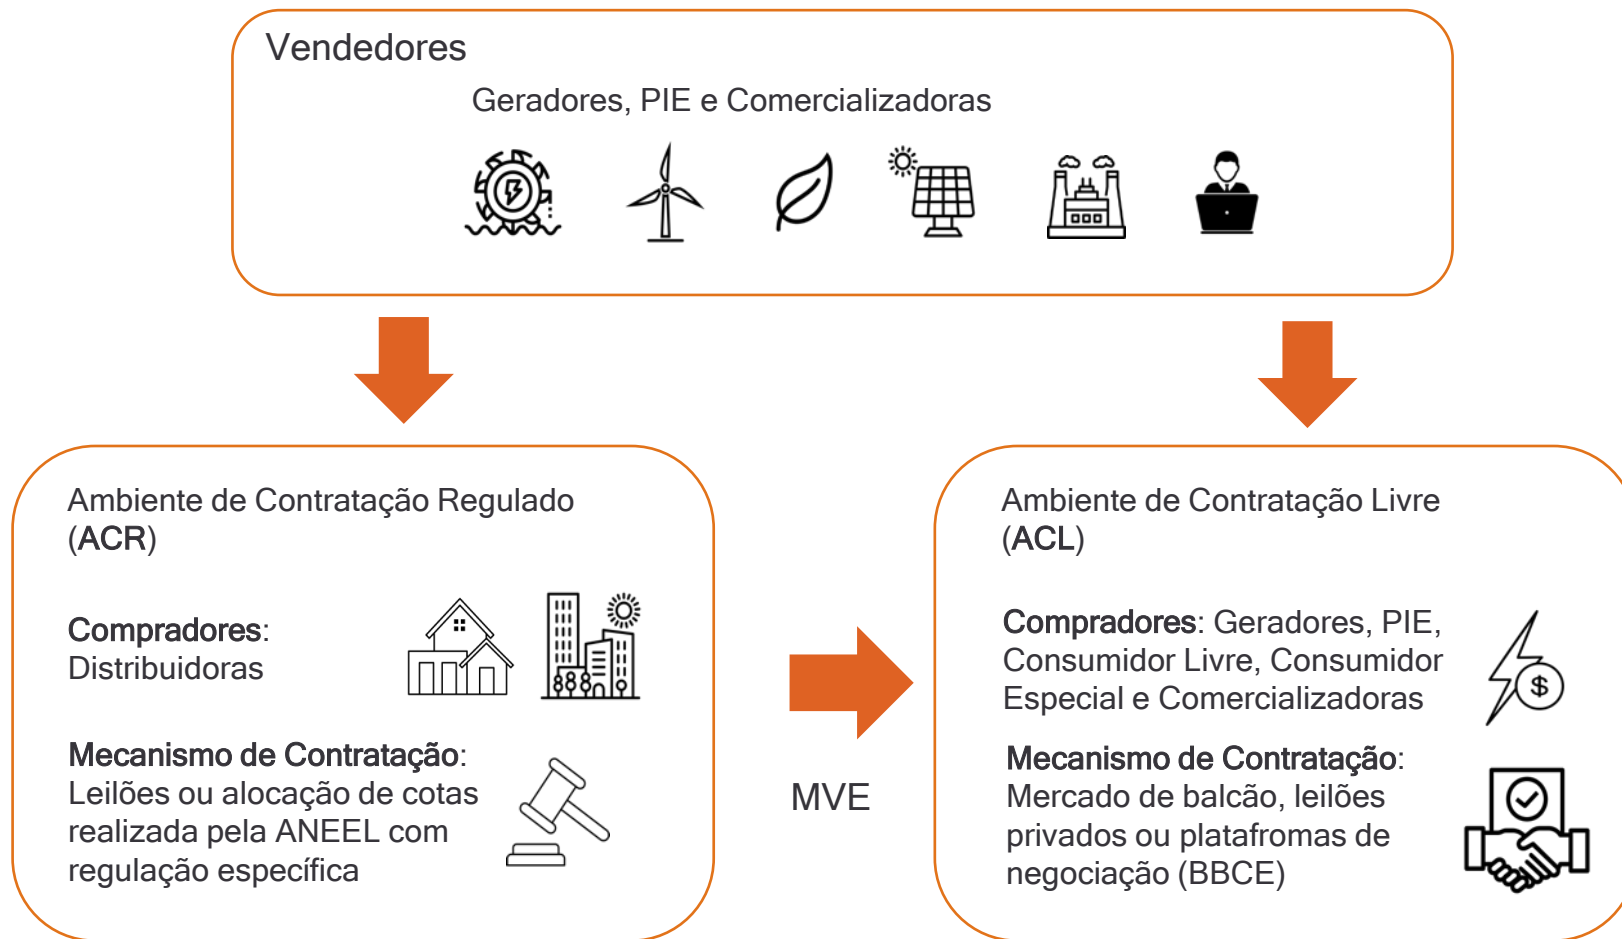 Vendedores
Geradores, PIE e Comercializadoras
Ambiente de Contratação Regulado
(ACR)
Compradores:
Distribuidoras
Mecanismo de Contratação:
Leilões ou alocação de cotas
realizada pela ANEEL com
regulação específica
MVE
Ambiente de Contratação Livre
(ACL)
Compradores: Geradores, PIE,
Consumidor Livre, Consumidor
Especial e Comercializadoras
$
Mecanismo de Contratação:
Mercado de balcão, leilões
privados ou platafromas de
negociação (BBCE)